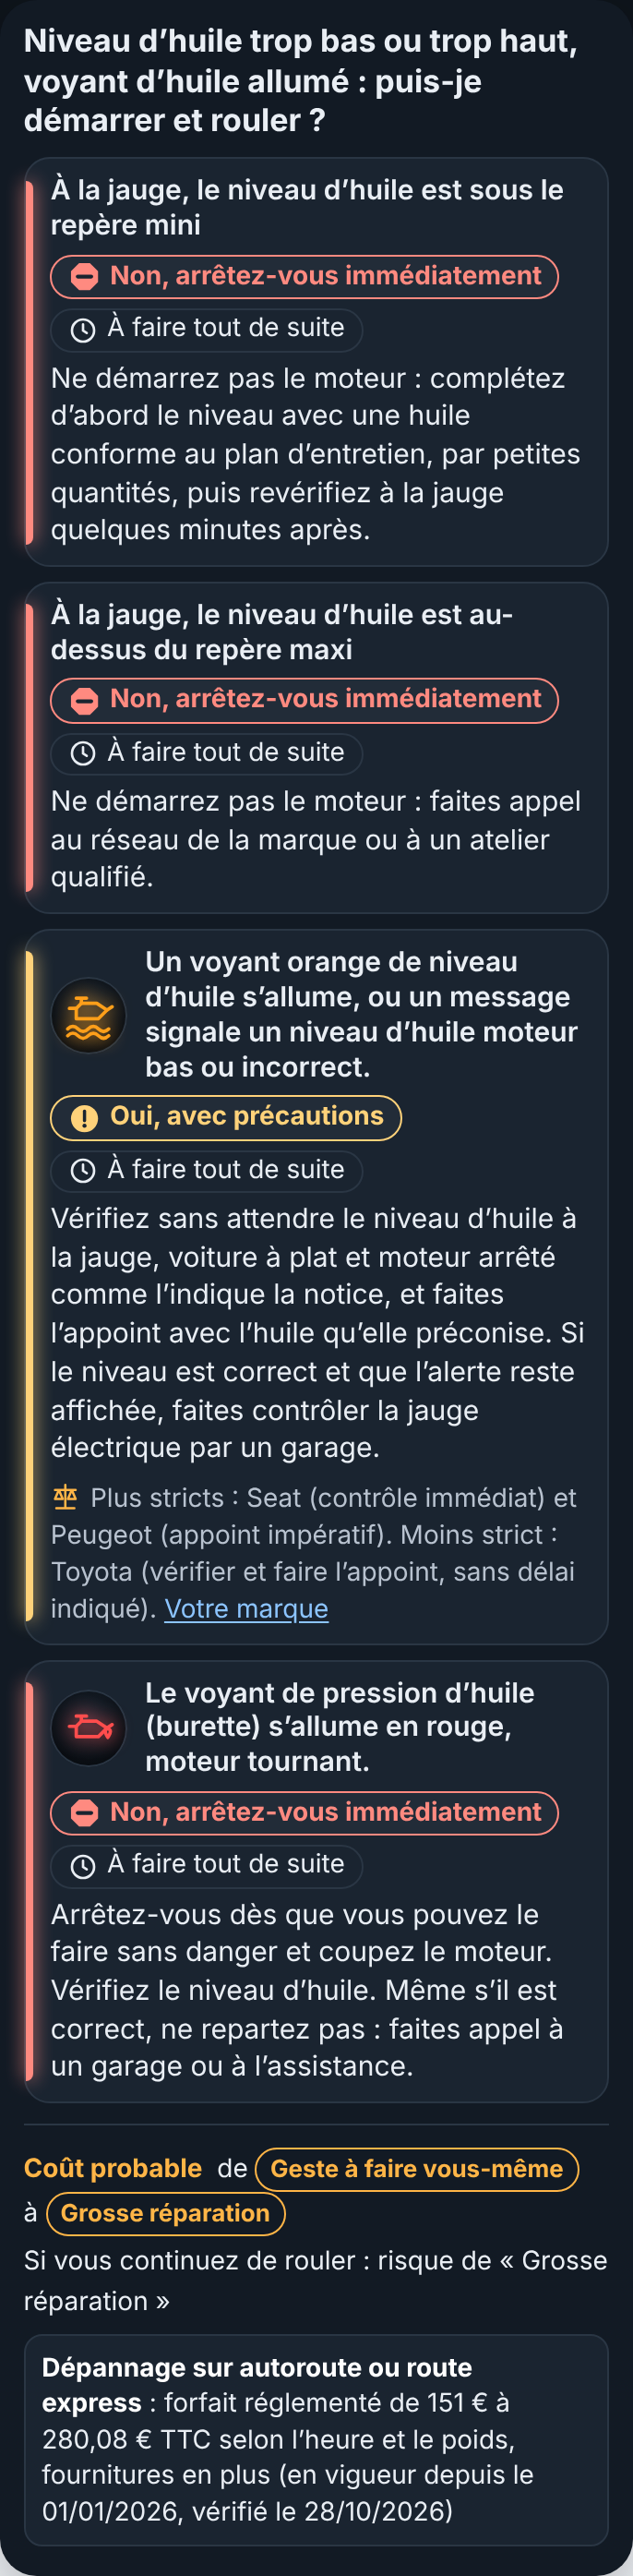 Niveau d’huile trop bas ou trop haut,
voyant d’huile allumé : puis-je
démarrer et rouler ?
À la jauge, le niveau d’huile est sous le
repère mini
Non, arrêtez-vous immédiatement
À faire tout de suite
Ne démarrez pas le moteur : complétez
d’abord le niveau avec une huile
conforme au plan d’entretien, par petites
quantités, puis revérifiez à la jauge
quelques minutes après.
À la jauge, le niveau d’huile est au-
dessus du repère maxi
Non, arrêtez-vous immédiatement
À faire tout de suite
Ne démarrez pas le moteur : faites appel
au réseau de la marque ou à un atelier
qualifié.
Un voyant orange de niveau
d’huile s’allume, ou un message
signale un niveau d’huile moteur
bas ou incorrect.
Oui, avec précautions
À faire tout de suite
Vérifiez sans attendre le niveau d’huile à
la jauge, voiture à plat et moteur arrêté
comme l’indique la notice, et faites
l’appoint avec l’huile qu’elle préconise. Si
le niveau est correct et que l’alerte reste
affichée, faites contrôler la jauge
électrique par un garage.
Plus stricts : Seat (contrôle immédiat) et
Peugeot (appoint impératif). Moins strict :
Toyota (vérifier et faire l’appoint, sans délai
indiqué). Votre marque
Le voyant de pression d’huile
(burette) s’allume en rouge,
moteur tournant.
Non, arrêtez-vous immédiatement
À faire tout de suite
Arrêtez-vous dès que vous pouvez le
faire sans danger et coupez le moteur.
Vérifiez le niveau d’huile. Même s’il est
correct, ne repartez pas : faites appel à
un garage ou à l’assistance.
Coût probable de Geste à faire vous-même
à Grosse réparation
Si vous continuez de rouler : risque de « Grosse
réparation »
Dépannage sur autoroute ou route
express : forfait réglementé de 151 € à
280,08 € TTC selon l’heure et le poids,
fournitures en plus (en vigueur depuis le
01/01/2026, vérifié le 28/10/2026)